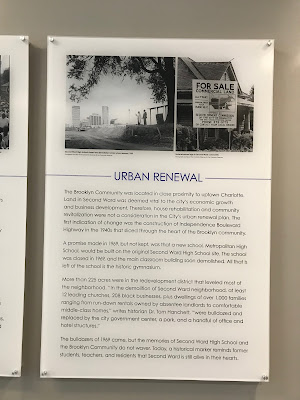 FOR SALE
COMMERCIAL LAND
URBAN RENEWAL
The Brooklyn Community was located in close proximity to uptown Charlotte.
Land in Second Ward was deemed vital to the city's economic growth
and business development. Therefore, house rehabilitation and community
revitalization were not a consideration in the City's urban renewal plan. The
first indication of change was the construction of Independence Boulevard
Highway in the 1940s that sliced through the heart of the Brooklyn community.
A promise made in 1969, but not kept, was that a new school, Metropolitan High
School, would be built on the original Second Ward High School site. The school
was closed in 1969 and the main classroom building soon demolished. All that is
left of the school is the historic gymnasium.
More than 225 acres were in the redevelopment district that leveled most of
the neighborhood. "In the demolition of Second Ward neighborhood, at least
12 leading churches, 208 black businesses, plus dwellings of over 1,000 families
ranging from run-down rentals owned by absentee landlords to comfortable
middle-class homes," writes historian Dr. Tom Hanchett, "were bulldozed and
replaced by the city government center, a park, and a handful of office and
hotel structures."
The bulldozers of 1969 came, but the memories of Second Ward High School and
the Brooklyn Community do not waver. Today, a historical marker reminds former
students, teachers, and residents that Second Ward is still alive in their hearts.